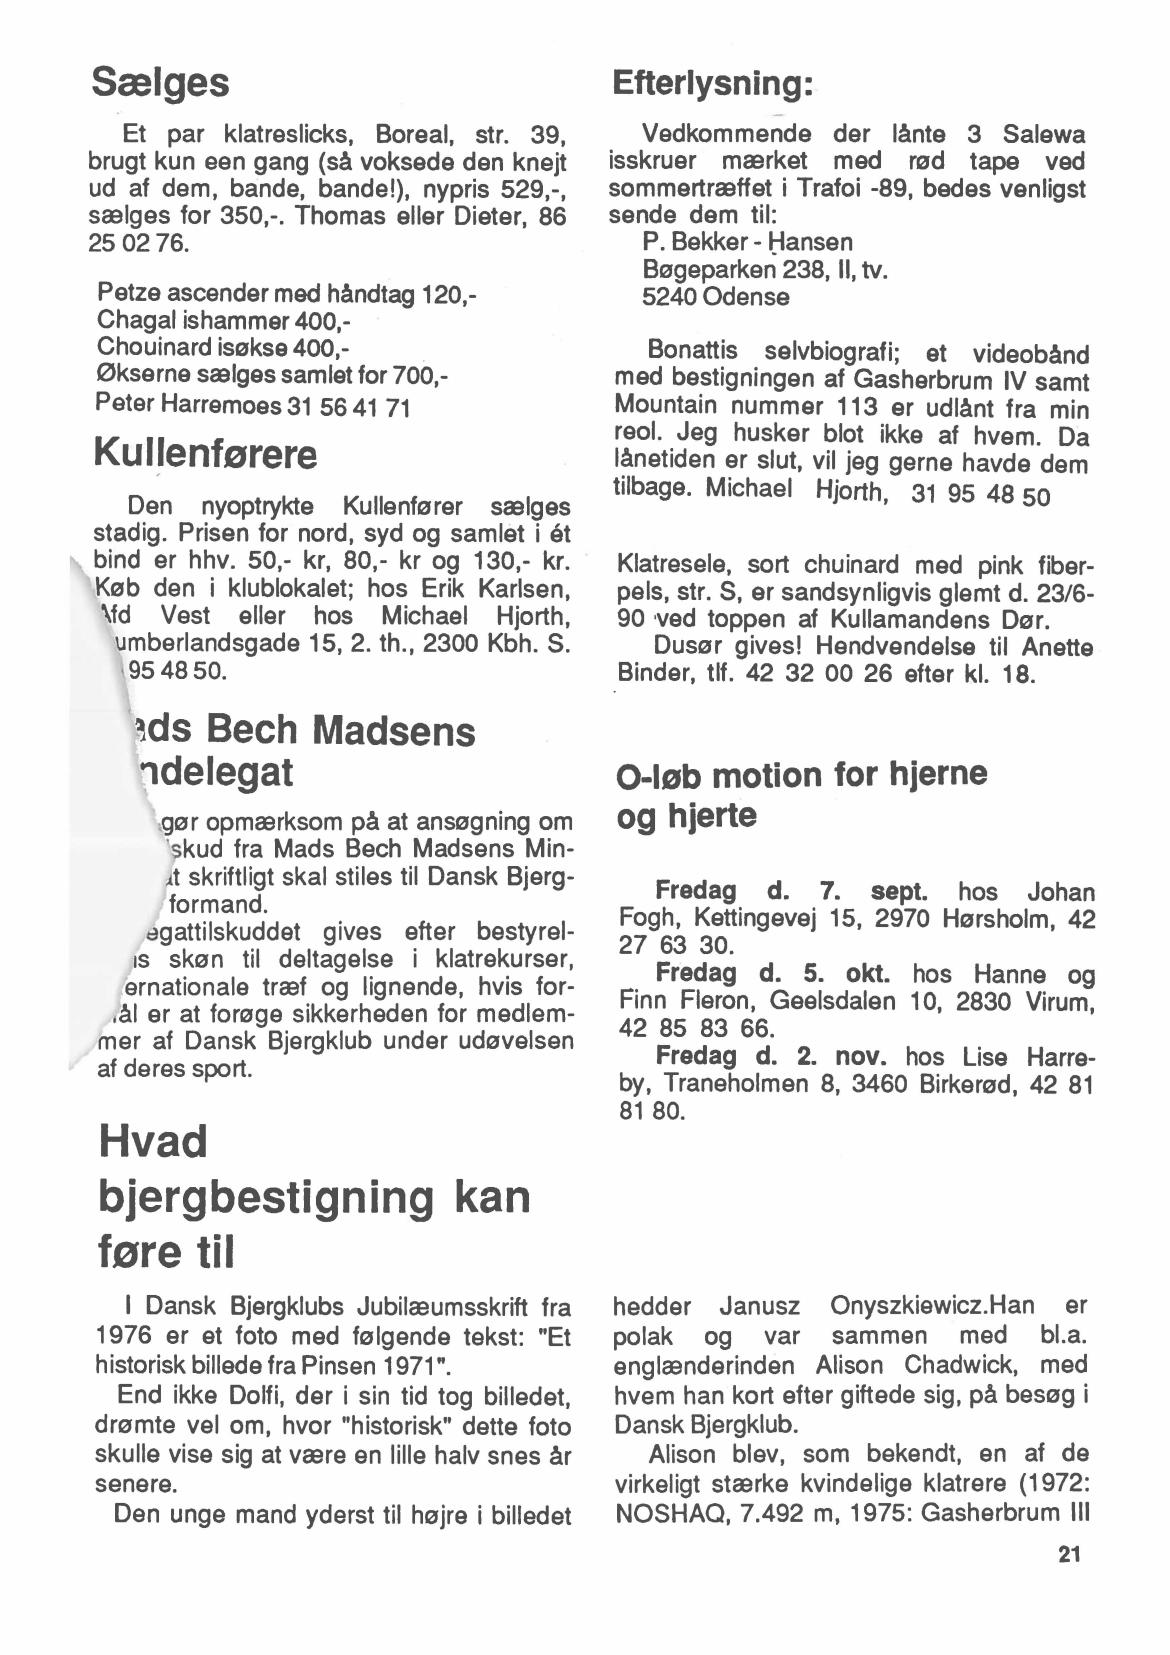 Sælges
Et par klatreslicks, Boreal, str. 39,
brugt kun een gang (så voksede den knejt
ud af dem, bande, bande!), nypris 529,-,
sælges for 350,-. Thomas eller Dieter, 86
25 02 76.
Petze ascender med håndtag 120,-
Chagal ishammer 400,-
Chouinard isøkse 400,-
Økserne sælges samlet for 700,-
Peter Harremoes 31 56 41 71
Kullenførere
Den nyoptrykte Kullenfører sælges
stadig. Prisen for nord, syd og samlet i ét
bind er hhv. 50,- kr, 80,- kr og 130,- kr.
Køb den i klublokalet; hos Erik Karlsen,
Afd Vest eller hos Michael Hjorth,
umberlandsgade 15, 2. th., 2300 Kbh. S.
95 48 50.
ads Bech Madsens
ndelegat
gør opmærksom på at ansøgning om
skud fra Mads Bech Madsens Min-
at skriftligt skal stiles til Dansk Bjerg-
formand.
egattilskuddet gives efter bestyrel-
is skøn til deltagelse i klatrekurser,
ernationale træf og lignende, hvis for-
ål er at forøge sikkerheden for medlem-
mer af Dansk Bjergklub under udøvelsen
af deres sport.
Efterlysning:
Vedkommende der lånte 3 Salewa
isskruer mærket med rød tape ved
sommertræffet i Trafoi -89, bedes venligst
sende dem til:
P. Bekker - Hansen
Bøgeparken 238, II, tv.
5240 Odense
Bonattis selvbiografi; et videobånd
med bestigningen af Gasherbrum IV samt
Mountain nummer 113 er udlånt fra min
reol. Jeg husker blot ikke af hvem. Da
lånetiden er slut, vil jeg gerne havde dem
tilbage. Michael Hjorth, 31 95 48 50
Klatresele, sort chuinard med pink fiber-
pels, str. S, er sandsynligvis glemt d. 23/6-
90 ved toppen af Kullamandens Dør.
Dusør gives! Hendvendelse til Anette
Binder, tlf. 42 32 00 26 efter kl. 18.
O-løb motion for hjerne
og hjerte
Fredag d. 7. sept. hos Johan
Fogh, Kettingevej 15, 2970 Hørsholm, 42
27 63 30.
Fredag d. 5. okt. hos Hanne og
Finn Fleron, Geelsdalen 10, 2830 Virum,
42 85 83 66.
Fredag d. 2. nov. hos Lise Harre-
by, Traneholmen 8, 3460 Birkerød, 42 81
81 80.
Hvad
bjergbestigning kan
føre til
I Dansk Bjergklubs Jubilæumsskrift fra
1976 er et foto med følgende tekst: "Et
historisk billede fra Pinsen 1971".
End ikke Dolfi, der i sin tid tog billedet,
drømte vel om, hvor "historisk" dette foto
skulle vise sig at være en lille halv snes år
senere.
Den unge mand yderst til højre i billedet
hedder Janusz Onyszkiewicz.Han er
polak og var sammen med bl.a.
englænderinden Alison Chadwick, med
hvem han kort efter giftede sig, på besøg i
Dansk Bjergklub.
Alison blev, som bekendt, en af de
virkeligt stærke kvindelige klatrere (1972:
NOSHAQ, 7.492 m, 1975: Gasherbrum III
21